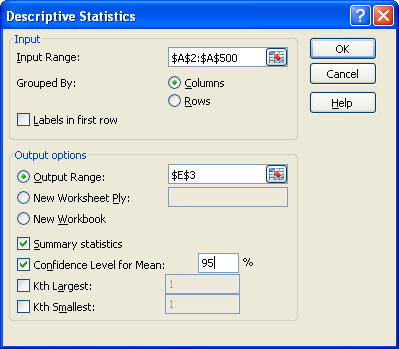 Descriptive Statistics
Input
Input Range: $A$2:$A$500
Grouped By: Columns
Rows
Labels in first row
OK
Cancel
Help
Output options
Output Range: $E$3
New Worksheet Ply:
New Workbook
Summary statistics
Confidence Level for Mean: 95 %
Kth Largest: 1
Kth Smallest: 1